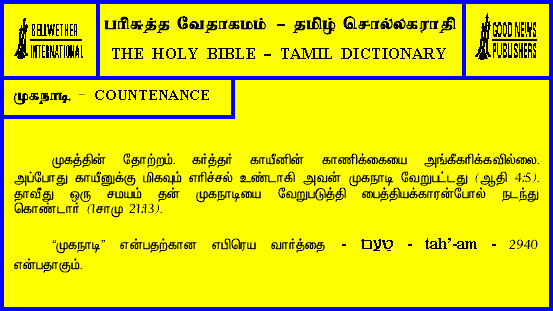 BELLWETHER
INTERNATIONAL
பரிசுத்த வேதாகமம் – தமிழ் சொல்லகராதி
THE HOLY BIBLE – TAMIL DICTIONARY
GOOD NEWS
PUBLISHERS
முகநாடி – COUNTENANCE
முகத்தின் தோற்றம். கர்த்தர் காயீனின் காணிக்கையை அங்கீகரிக்கவில்லை.
அப்போது காயீனுக்கு மிகவும் எரிச்சல் உண்டாகி அவன் முகநாடி வேறுபட்டது (ஆதி 4:5).
தாவீது ஒரு சமயம் தன் முகநாடியை வேறுபடுத்தி பைத்தியக்காரன்போல் நடந்து
கொண்டார் (1சாமு 21:13).
“முகநாடி” என்பதற்கான எபிரெய வார்த்தை - טַעַם - tah’-am - 2940
என்பதாகும்.